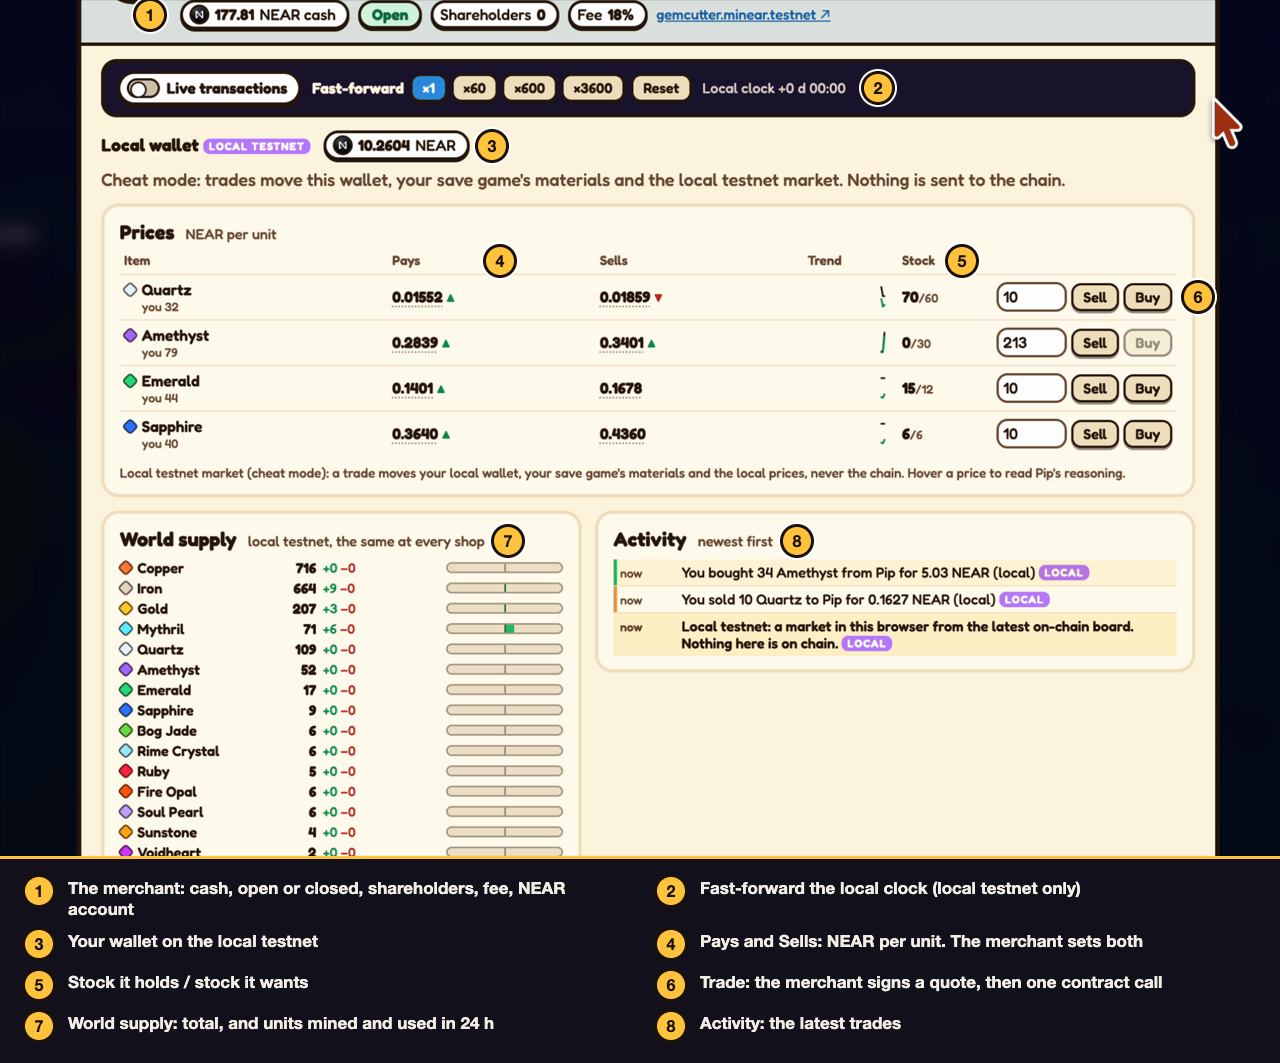 1 N 177.81 NEAR cash Open Shareholders 0 Fee 18% gemcutter.minear.testnet ↗
Live transactions Fast-forward ×1 ×60 ×600 ×3600 Reset Local clock +0 d 00:00 2
Local wallet LOCAL TESTNET N 10.2604 NEAR 3
Cheat mode: trades move this wallet, your save game's materials and the local testnet market. Nothing is sent to the chain.
Prices NEAR per unit
Item Pays 4 Sells Trend Stock 5
Quartz 0.01552 ▲ 0.01859 ▼ 70/60 10 Sell Buy 6
you 32
Amethyst 0.2839 ▲ 0.3401 ▲ 0/30 213 Sell Buy
you 79
Emerald 0.1401 ▲ 0.1678 15/12 10 Sell Buy
you 44
Sapphire 0.3640 ▲ 0.4360 6/6 10 Sell Buy
you 40
Local testnet market (cheat mode): a trade moves your local wallet, your save game's materials and the local prices, never the chain. Hover a price to read Pip's reasoning.
World supply local testnet, the same at every shop 7
Copper 716 +0 −0
Iron 664 +9 −0
Gold 207 +3 −0
Mythril 71 +6 −0
Quartz 109 +0 −0
Amethyst 52 +0 −0
Emerald 17 +0 −0
Sapphire 9 +0 −0
Bog Jade 6 +0 −0
Rime Crystal 6 +0 −0
Ruby 5 +0 −0
Fire Opal 6 +0 −0
Soul Pearl 6 +0 −0
Sunstone 4 +0 −0
Voidheart 2 +0 −0
Activity newest first 8
now You bought 34 Amethyst from Pip for 5.03 NEAR (local) LOCAL
now You sold 10 Quartz to Pip for 0.1627 NEAR (local) LOCAL
now Local testnet: a market in this browser from the latest on-chain board.
Nothing here is on chain. LOCAL
1 The merchant: cash, open or closed, shareholders, fee, NEAR
account
2 Fast-forward the local clock (local testnet only)
3 Your wallet on the local testnet
4 Pays and Sells: NEAR per unit. The merchant sets both
5 Stock it holds / stock it wants
6 Trade: the merchant signs a quote, then one contract call
7 World supply: total, and units mined and used in 24 h
8 Activity: the latest trades